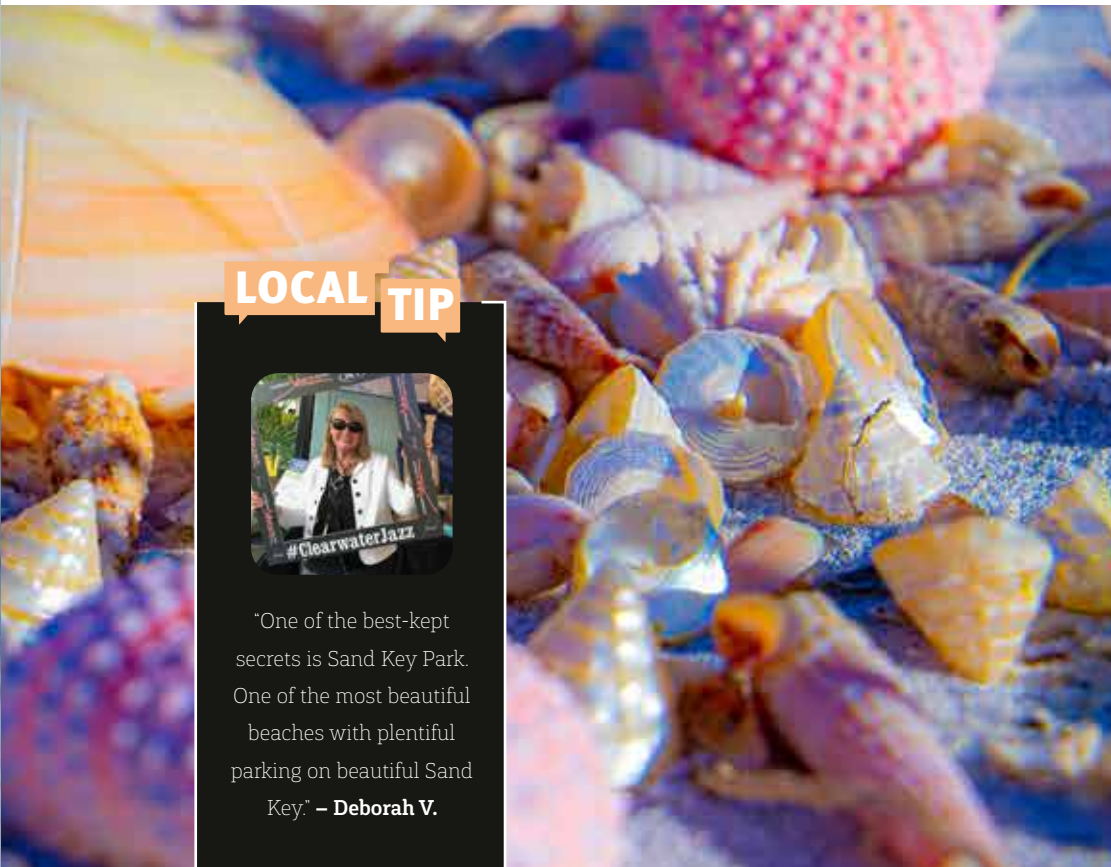 LOCAL
TIP
#ClearwaterJazz
“One of the best-kept
secrets is Sand Key Park.
One of the most beautiful
beaches with plentiful
parking on beautiful Sand
Key.” – Deborah V.